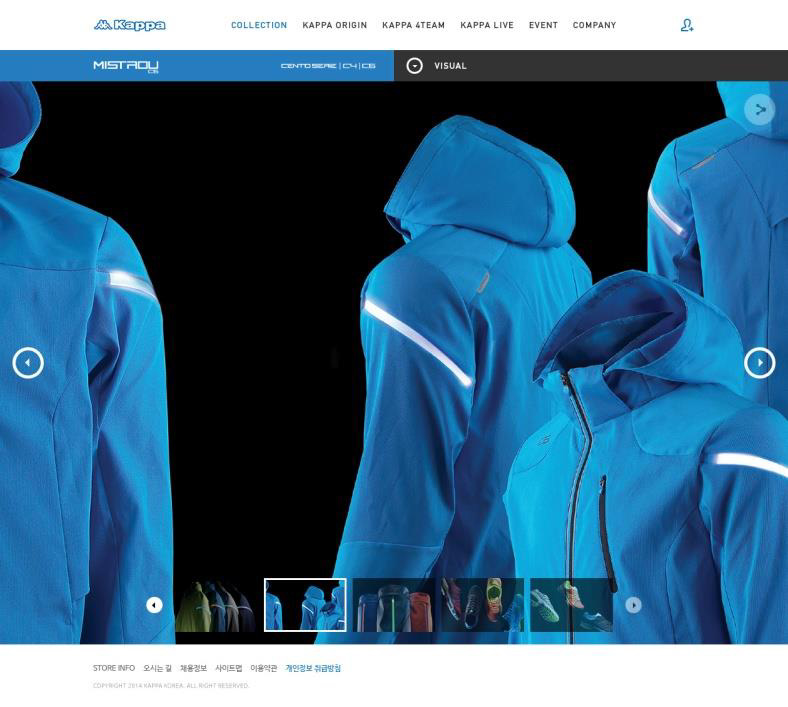 Kappa COLLECTION KAPPA ORIGIN KAPPA 4TEAM KAPPA LIVE EVENT COMPANY
MISTRAL C6 CENTO SERIE | C4 | C6 VISUAL
STORE INFO 오시는 길 채용정보 사이트맵 이용약관 개인정보 취급방침
COPYRIGHT 2014 KAPPA KOREA. ALL RIGHT RESERVED.